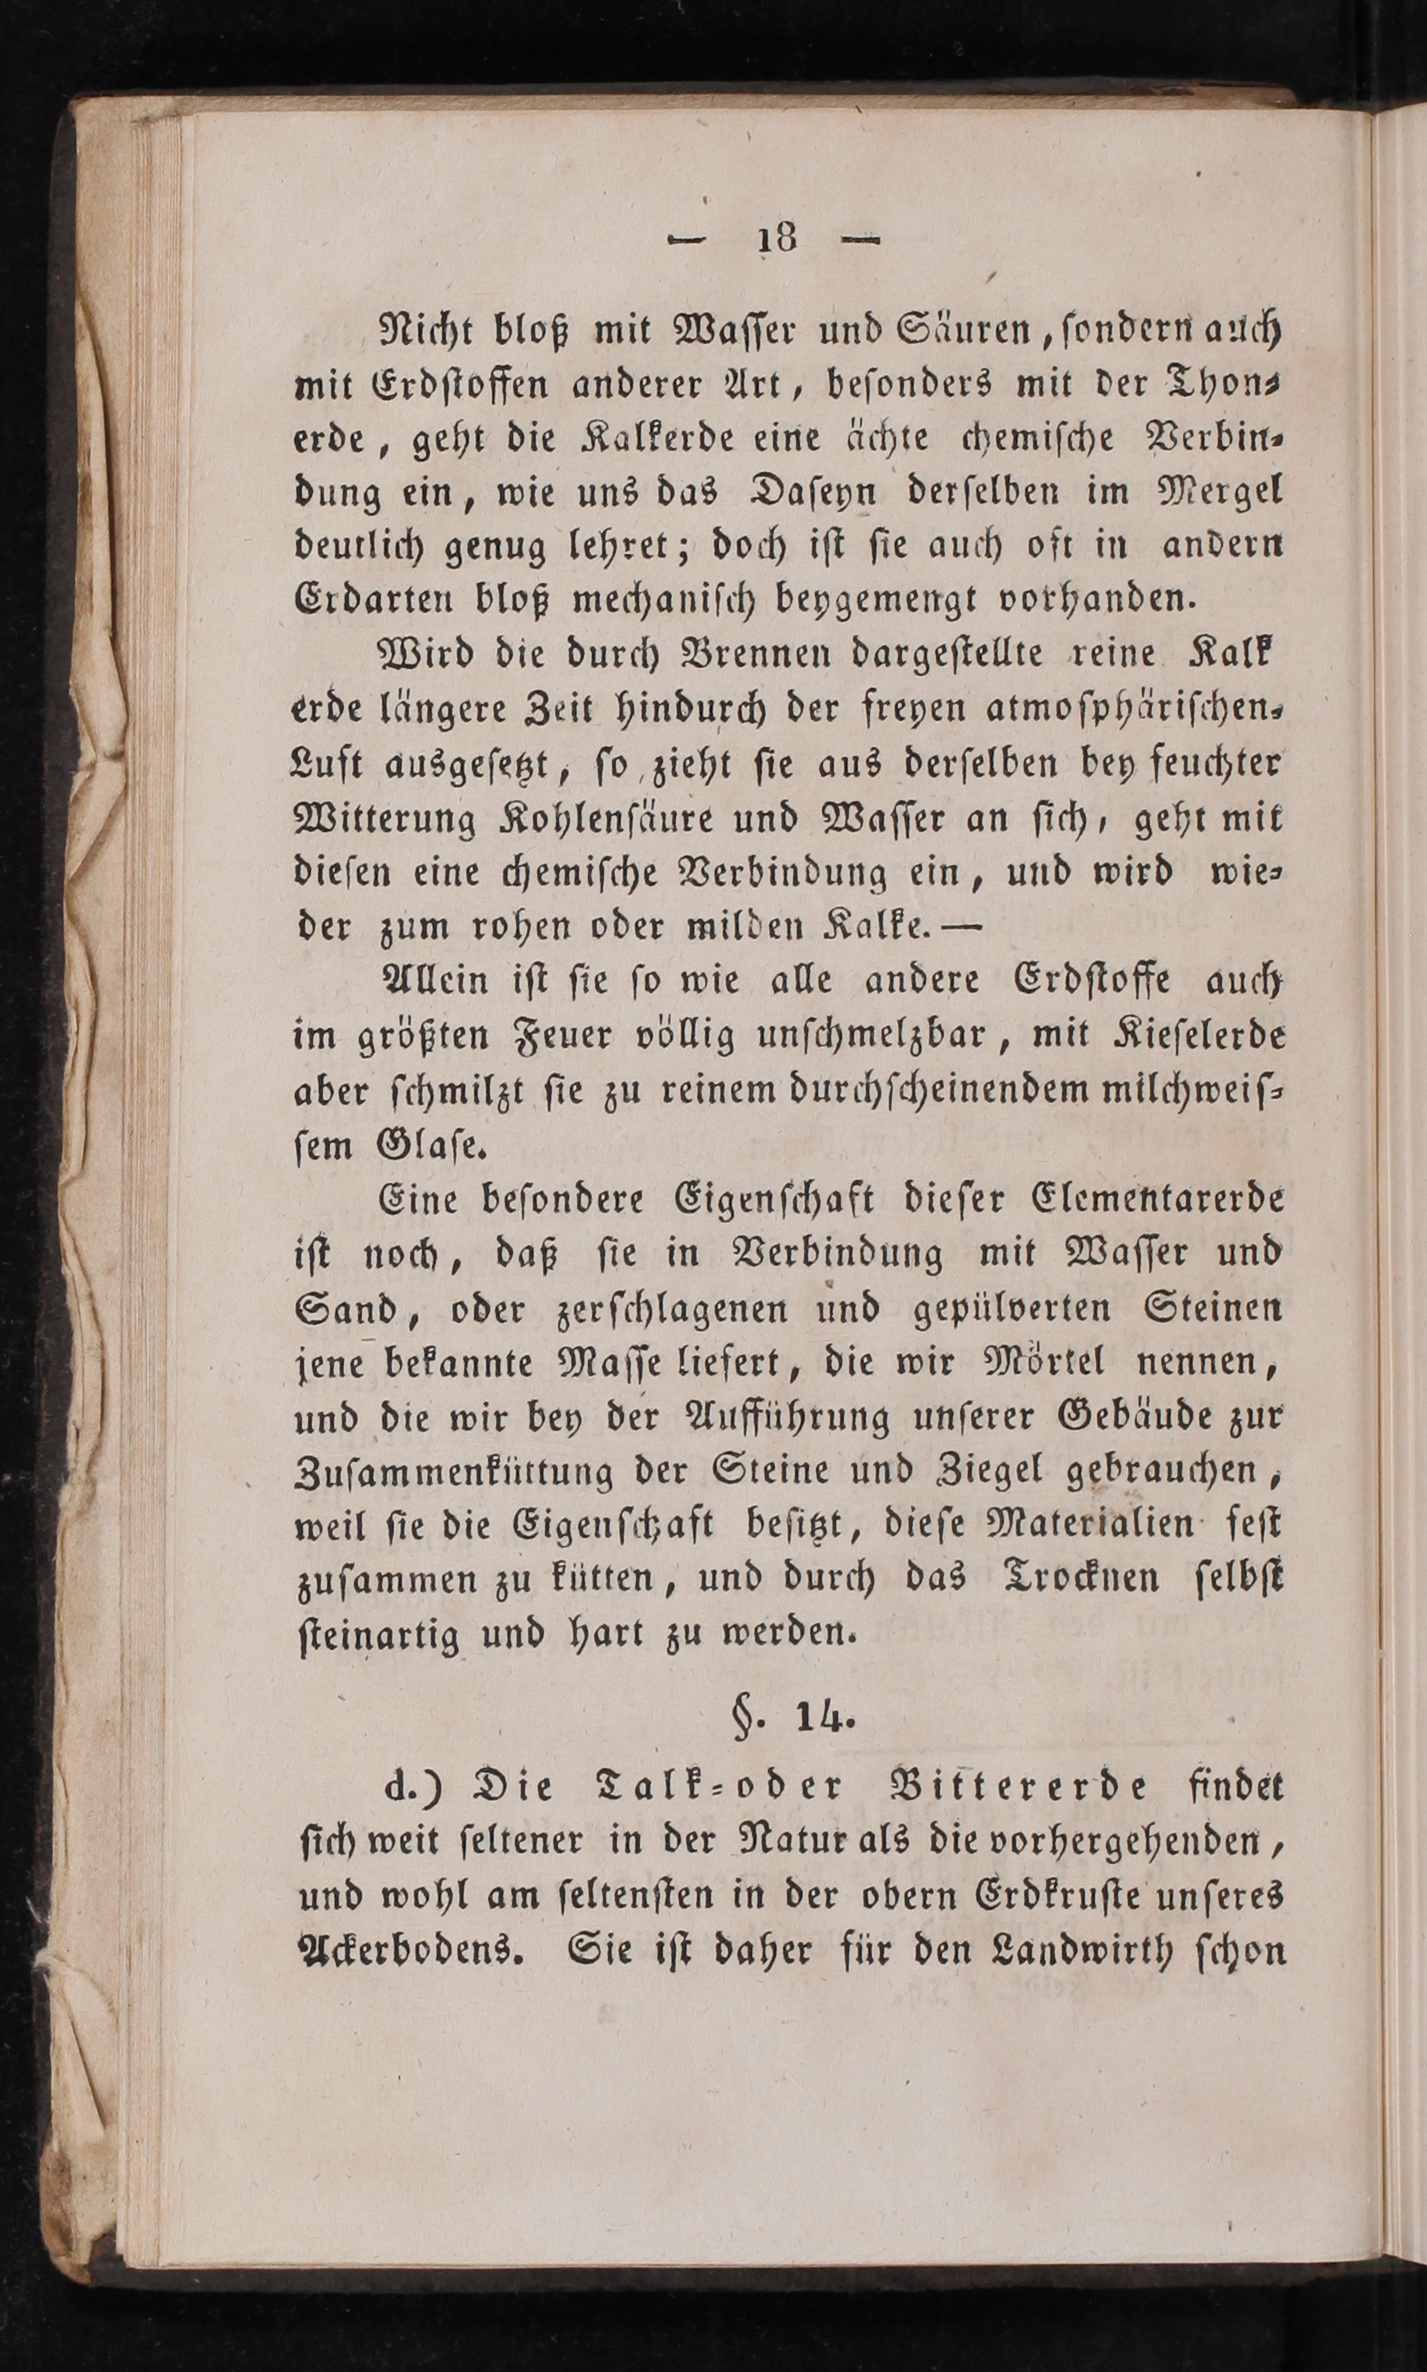 — 18 —
Nicht bloß mit Waſſer und Säuren, ſondern auch
mit Erdſtoffen anderer Art, beſonders mit der Thon⸗
erde, geht die Kalkerde eine ächte chemiſche Verbin⸗
dung ein, wie uns das Daſeyn derſelben im Mergel
deutlich genug lehret; doch iſt ſie auch oft in andern
Erdarten bloß mechaniſch beygemengt vorhanden.
Wird die durch Brennen dargeſtellte reine Kalk
erde längere Zeit hindurch der freyen atmoſphäriſchen⸗
Luft ausgeſetzt, ſo zieht ſie aus derſelben bey feuchter
Witterung Kohlenſäure und Waſſer an ſich, geht mit
dieſen eine chemiſche Verbindung ein, und wird wie⸗
der zum rohen oder milden Kalke. —
Allein iſt ſie ſo wie alle andere Erdſtoffe auch
im größten Feuer völlig unſchmelzbar, mit Kieſelerde
aber ſchmilzt ſie zu reinem durchſcheinendem milchweiſ⸗
ſem Glaſe.
Eine beſondere Eigenſchaft dieſer Elementarerde
iſt noch, daß ſie in Verbindung mit Waſſer und
Sand, oder zerſchlagenen und gepülverten Steinen
jene bekannte Maſſe liefert, die wir Mörtel nennen,
und die wir bey der Aufführung unſerer Gebäude zur
Zuſammenküttung der Steine und Ziegel gebrauchen,
weil ſie die Eigenſchaft beſitzt, dieſe Materialien feſt
zuſammen zu kütten, und durch das Trocknen ſelbſt
ſteinartig und hart zu werden.
§. 14.
d.) Die Talk⸗oder Bittererde findet
ſich weit ſeltener in der Natur als die vorhergehenden,
und wohl am ſeltenſten in der obern Erdkruſte unſeres
Ackerbodens. Sie iſt daher für den Landwirth ſchon